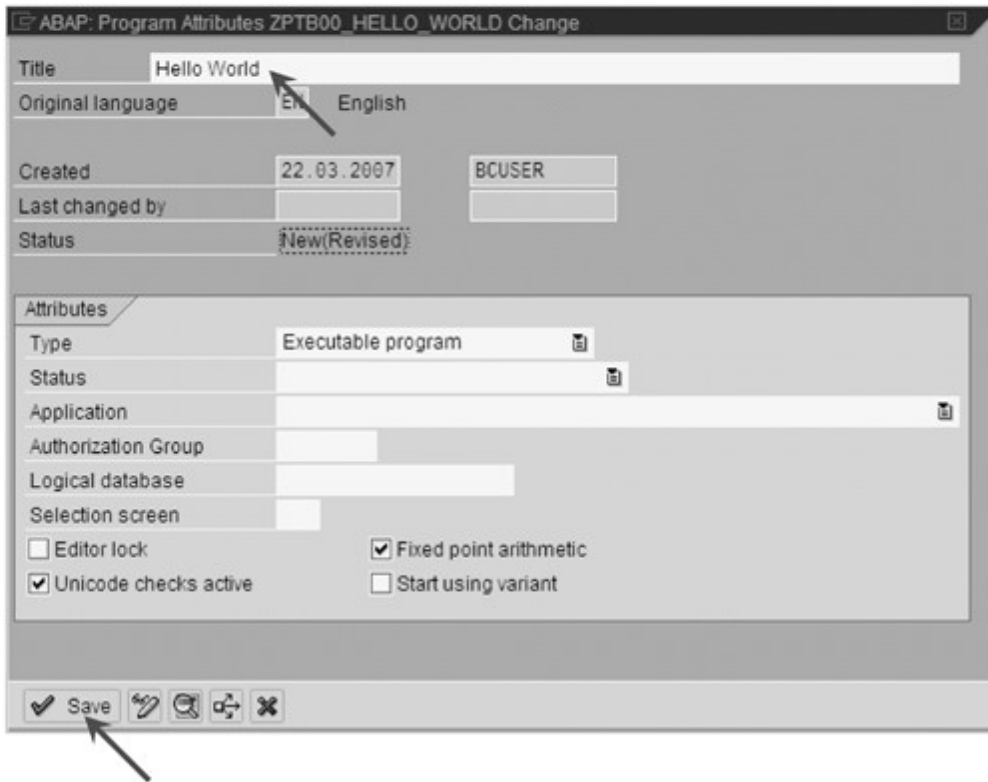 ABAP: Program Attributes ZPTB00_HELLO_WORLD Change
Title Hello World
Original language EN English
Created 22.03.2007 BCUSER
Last changed by
Status New(Revised)
Attributes
Type Executable program
Status
Application
Authorization Group
Logical database
Selection screen
Editor lock Fixed point arithmetic
Unicode checks active Start using variant
Save